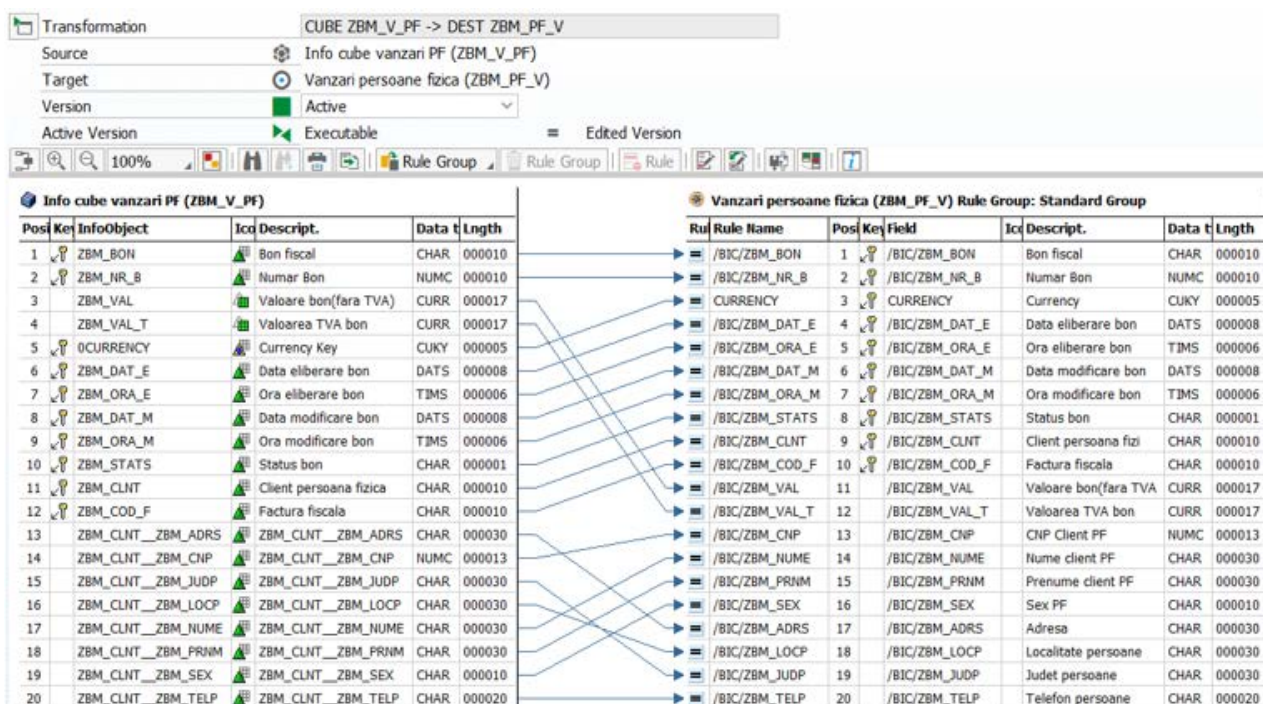 Transformation CUBE ZBM_V_PF -> DEST ZBM_PF_V
Source Info cube vanzari PF (ZBM_V_PF)
Target Vanzari persoane fizica (ZBM_PF_V)
Version Active
Active Version Executable = Edited Version
100% Rule Group Rule Group Rule
Info cube vanzari PF (ZBM_V_PF)
Posi Key InfoObject Ico Descript. Data t Lngth
1 ZBM_BON Bon fiscal CHAR 000010
2 ZBM_NR_B Numar Bon NUMC 000010
3 ZBM_VAL Valoare bon(fara TVA) CURR 000017
4 ZBM_VAL_T Valoarea TVA bon CURR 000017
5 0CURRENCY Currency Key CUKY 000005
6 ZBM_DAT_E Data eliberare bon DATS 000008
7 ZBM_ORA_E Ora eliberare bon TIMS 000006
8 ZBM_DAT_M Data modificare bon DATS 000008
9 ZBM_ORA_M Ora modificare bon TIMS 000006
10 ZBM_STATS Status bon CHAR 000001
11 ZBM_CLNT Client persoana fizica CHAR 000010
12 ZBM_COD_F Factura fiscala CHAR 000010
13 ZBM_CLNT__ZBM_ADRS ZBM_CLNT__ZBM_ADRS CHAR 000030
14 ZBM_CLNT__ZBM_CNP ZBM_CLNT__ZBM_CNP NUMC 000013
15 ZBM_CLNT__ZBM_JUDP ZBM_CLNT__ZBM_JUDP CHAR 000030
16 ZBM_CLNT__ZBM_LOCP ZBM_CLNT__ZBM_LOCP CHAR 000030
17 ZBM_CLNT__ZBM_NUME ZBM_CLNT__ZBM_NUME CHAR 000030
18 ZBM_CLNT__ZBM_PRNM ZBM_CLNT__ZBM_PRNM CHAR 000030
19 ZBM_CLNT__ZBM_SEX ZBM_CLNT__ZBM_SEX CHAR 000010
20 ZBM_CLNT__ZBM_TELP ZBM_CLNT__ZBM_TELP CHAR 000020
Vanzari persoane fizica (ZBM_PF_V) Rule Group: Standard Group
Rul Rule Name Posi Key Field Ico Descript. Data t Lngth
/BIC/ZBM_BON 1 /BIC/ZBM_BON Bon fiscal CHAR 000010
/BIC/ZBM_NR_B 2 /BIC/ZBM_NR_B Numar Bon NUMC 000010
CURRENCY 3 CURRENCY Currency CUKY 000005
/BIC/ZBM_DAT_E 4 /BIC/ZBM_DAT_E Data eliberare bon DATS 000008
/BIC/ZBM_ORA_E 5 /BIC/ZBM_ORA_E Ora eliberare bon TIMS 000006
/BIC/ZBM_DAT_M 6 /BIC/ZBM_DAT_M Data modificare bon DATS 000008
/BIC/ZBM_ORA_M 7 /BIC/ZBM_ORA_M Ora modificare bon TIMS 000006
/BIC/ZBM_STATS 8 /BIC/ZBM_STATS Status bon CHAR 000001
/BIC/ZBM_CLNT 9 /BIC/ZBM_CLNT Client persoana fizi CHAR 000010
/BIC/ZBM_COD_F 10 /BIC/ZBM_COD_F Factura fiscala CHAR 000010
/BIC/ZBM_VAL 11 /BIC/ZBM_VAL Valoare bon(fara TVA CURR 000017
/BIC/ZBM_VAL_T 12 /BIC/ZBM_VAL_T Valoarea TVA bon CURR 000017
/BIC/ZBM_CNP 13 /BIC/ZBM_CNP CNP Client PF NUMC 000013
/BIC/ZBM_NUME 14 /BIC/ZBM_NUME Nume client PF CHAR 000030
/BIC/ZBM_PRNM 15 /BIC/ZBM_PRNM Prenume client PF CHAR 000030
/BIC/ZBM_SEX 16 /BIC/ZBM_SEX Sex PF CHAR 000010
/BIC/ZBM_ADRS 17 /BIC/ZBM_ADRS Adresa CHAR 000030
/BIC/ZBM_LOCP 18 /BIC/ZBM_LOCP Localitate persoane CHAR 000030
/BIC/ZBM_JUDP 19 /BIC/ZBM_JUDP Judet persoane CHAR 000030
/BIC/ZBM_TELP 20 /BIC/ZBM_TELP Telefon persoane CHAR 000020